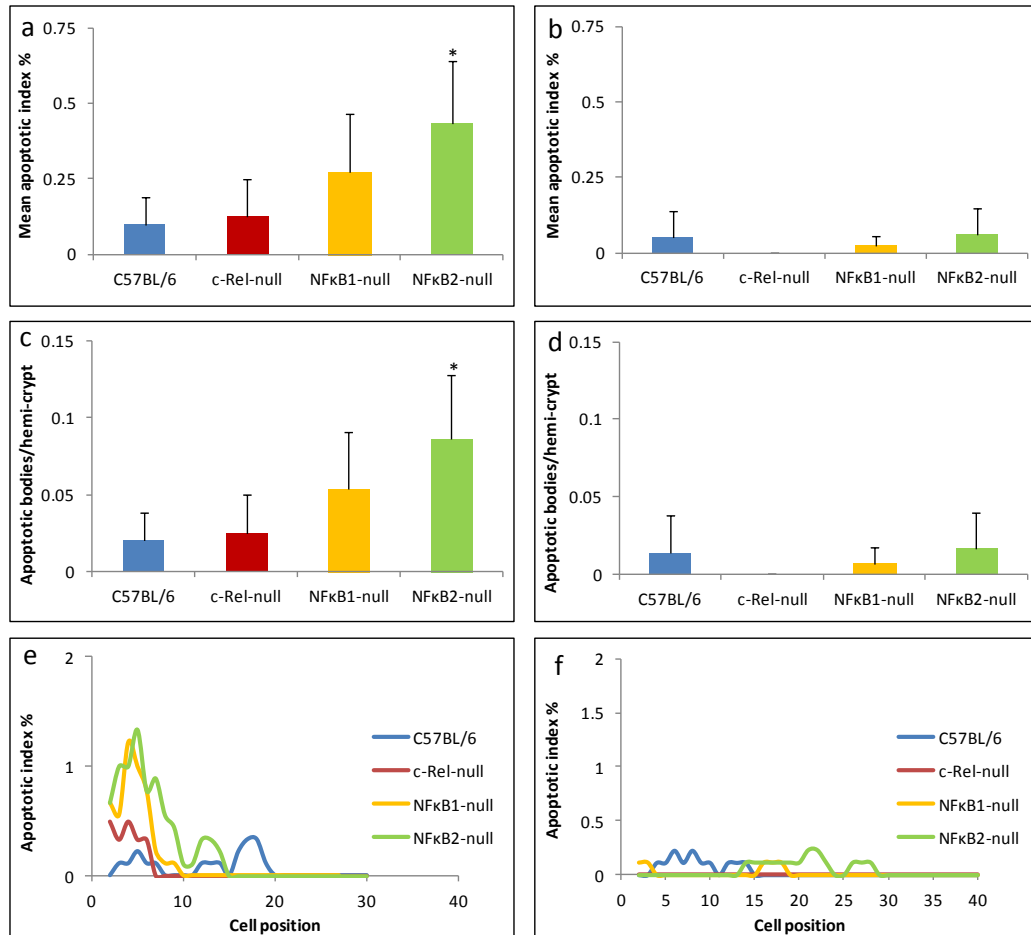 a
Mean apoptotic index %
0.75
0.5
0.25
0
*
C57BL/6 c-Rel-null NFκB1-null NFκB2-null
b
Mean apoptotic index %
0.75
0.5
0.25
0
C57BL/6 c-Rel-null NFκB1-null NFκB2-null
c
Apoptotic bodies/hemi-crypt
0.15
0.1
0.05
0
*
C57BL/6 c-Rel-null NFκB1-null NFκB2-null
d
Apoptotic bodies/hemi-crypt
0.15
0.1
0.05
0
C57BL/6 c-Rel-null NFκB1-null NFκB2-null
e
Apoptotic index %
2
1
0
C57BL/6
c-Rel-null
NFκB1-null
NFκB2-null
0 10 20 30 40
Cell position
f
Apoptotic index %
2
1.5
1
0.5
0
C57BL/6
c-Rel-null
NFκB1-null
NFκB2-null
0 5 10 15 20 25 30 35 40
Cell position